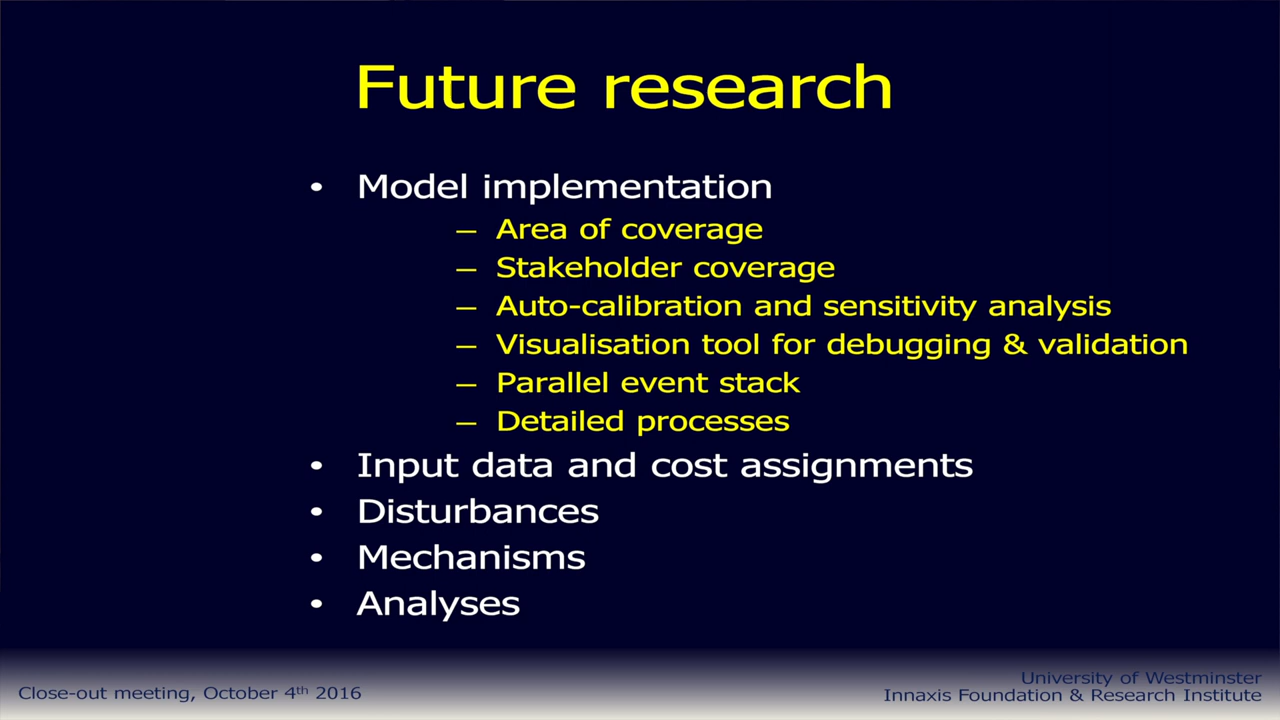 Future research
• Model implementation
– Area of coverage
– Stakeholder coverage
– Auto-calibration and sensitivity analysis
– Visualisation tool for debugging & validation
– Parallel event stack
– Detailed processes
• Input data and cost assignments
• Disturbances
• Mechanisms
• Analyses
Close-out meeting, October 4th 2016
University of Westminster
Innaxis Foundation & Research Institute